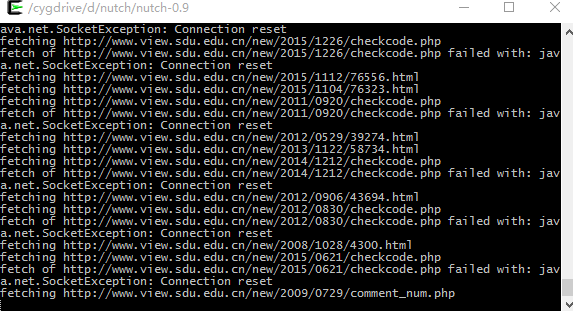 /cygdrive/d/nutch/nutch-0.9
ava.net.SocketException: Connection reset
fetching http://www.view.sdu.edu.cn/new/2015/1226/checkcode.php
fetch of http://www.view.sdu.edu.cn/new/2015/1226/checkcode.php failed with: jav
a.net.SocketException: Connection reset
fetching http://www.view.sdu.edu.cn/new/2015/1112/76556.html
fetching http://www.view.sdu.edu.cn/new/2015/1104/76323.html
fetching http://www.view.sdu.edu.cn/new/2011/0920/checkcode.php
fetch of http://www.view.sdu.edu.cn/new/2011/0920/checkcode.php failed with: jav
a.net.SocketException: Connection reset
fetching http://www.view.sdu.edu.cn/new/2012/0529/39274.html
fetching http://www.view.sdu.edu.cn/new/2013/1122/58734.html
fetching http://www.view.sdu.edu.cn/new/2014/1212/checkcode.php
fetch of http://www.view.sdu.edu.cn/new/2014/1212/checkcode.php failed with: jav
a.net.SocketException: Connection reset
fetching http://www.view.sdu.edu.cn/new/2012/0906/43694.html
fetching http://www.view.sdu.edu.cn/new/2012/0830/checkcode.php
fetch of http://www.view.sdu.edu.cn/new/2012/0830/checkcode.php failed with: jav
a.net.SocketException: Connection reset
fetching http://www.view.sdu.edu.cn/new/2008/1028/4300.html
fetching http://www.view.sdu.edu.cn/new/2015/0621/checkcode.php
fetch of http://www.view.sdu.edu.cn/new/2015/0621/checkcode.php failed with: jav
a.net.SocketException: Connection reset
fetching http://www.view.sdu.edu.cn/new/2009/0729/comment_num.php